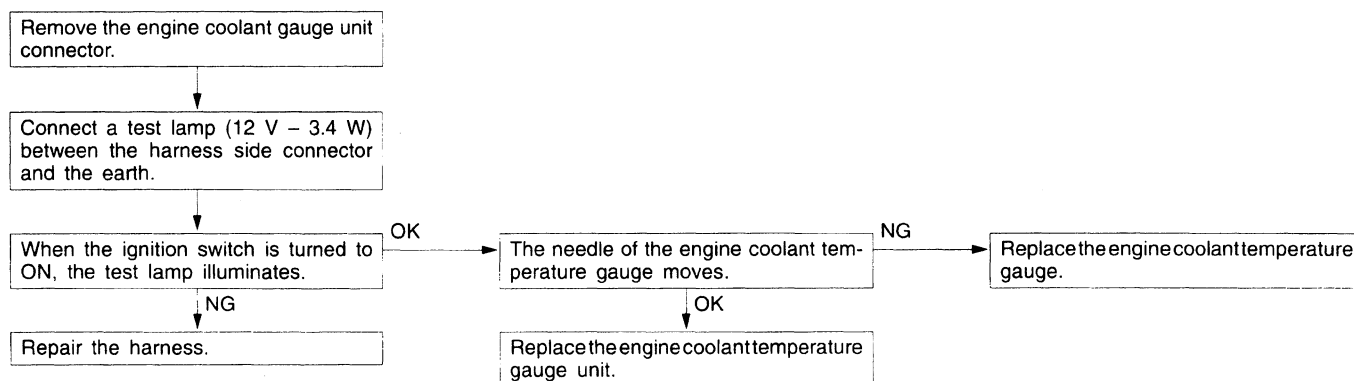 Remove the engine coolant gauge unit
connector.
Connect a test lamp (12 V – 3.4 W)
between the harness side connector
and the earth.
When the ignition switch is turned to
ON, the test lamp illuminates.
OK
The needle of the engine coolant tem-
perature gauge moves.
NG
Replace the engine coolant temperature
gauge.
NG
Repair the harness.
OK
Replace the engine coolant temperature
gauge unit.